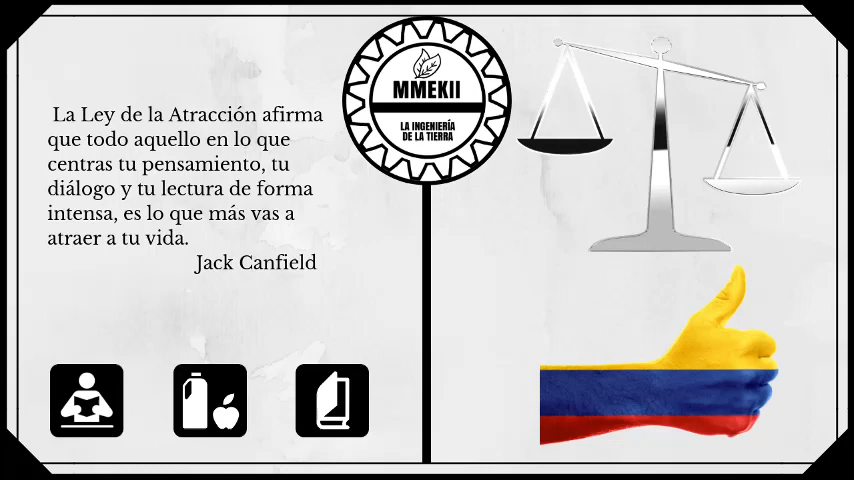 La Ley de la Atracción afirma
que todo aquello en lo que
centras tu pensamiento, tu
diálogo y tu lectura de forma
intensa, es lo que más vas a
atraer a tu vida.
Jack Canfield
MMEKII
LA INGENIERÍA
DE LA TIERRA